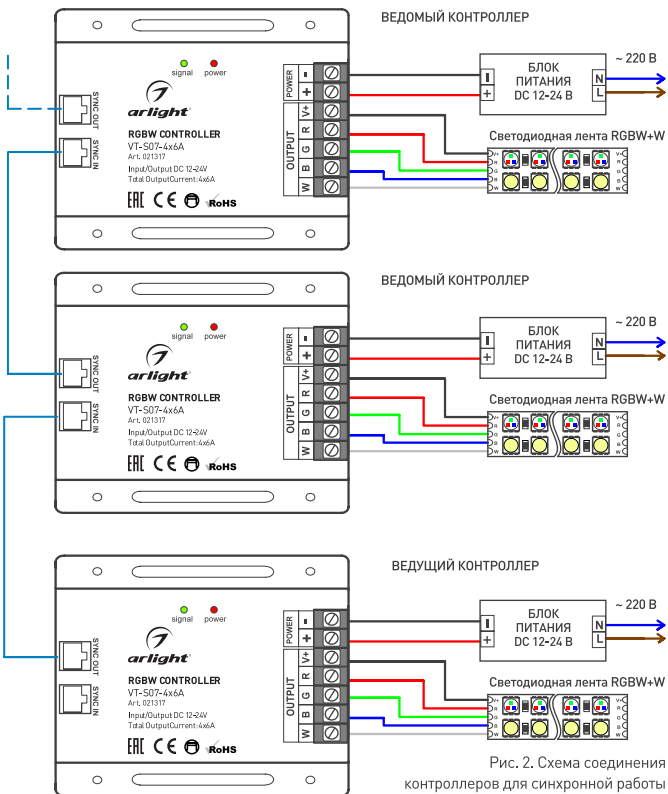 ВЕДОМЫЙ КОНТРОЛЛЕР
signal power
SYNC OUT
SYNC IN
arlight
RGBW CONTROLLER
VT-S07-4x6A
Art. 021317
Input/Output DC 12-24V
Total OutputCurrent: 4x6A
EAC CE RoHS
POWER
- +
OUTPUT
V+ R G B W
БЛОК
ПИТАНИЯ
DC 12-24 В
I
+
N
L
~ 220 В
Светодиодная лента RGBW+W
V+ R G B W
V+ R G B W
ВЕДОМЫЙ КОНТРОЛЛЕР
signal power
SYNC OUT
SYNC IN
arlight
RGBW CONTROLLER
VT-S07-4x6A
Art. 021317
Input/Output DC 12-24V
Total OutputCurrent: 4x6A
EAC CE RoHS
POWER
- +
OUTPUT
V+ R G B W
БЛОК
ПИТАНИЯ
DC 12-24 В
I
+
N
L
~ 220 В
Светодиодная лента RGBW+W
V+ R G B W
V+ R G B W
ВЕДУЩИЙ КОНТРОЛЛЕР
signal power
SYNC OUT
SYNC IN
arlight
RGBW CONTROLLER
VT-S07-4x6A
Art. 021317
Input/Output DC 12-24V
Total OutputCurrent: 4x6A
EAC CE RoHS
POWER
- +
OUTPUT
V+ R G B W
БЛОК
ПИТАНИЯ
DC 12-24 В
I
+
N
L
~ 220 В
Светодиодная лента RGBW+W
V+ R G B W
V+ R G B W
Рис. 2. Схема соединения
контроллеров для синхронной работы